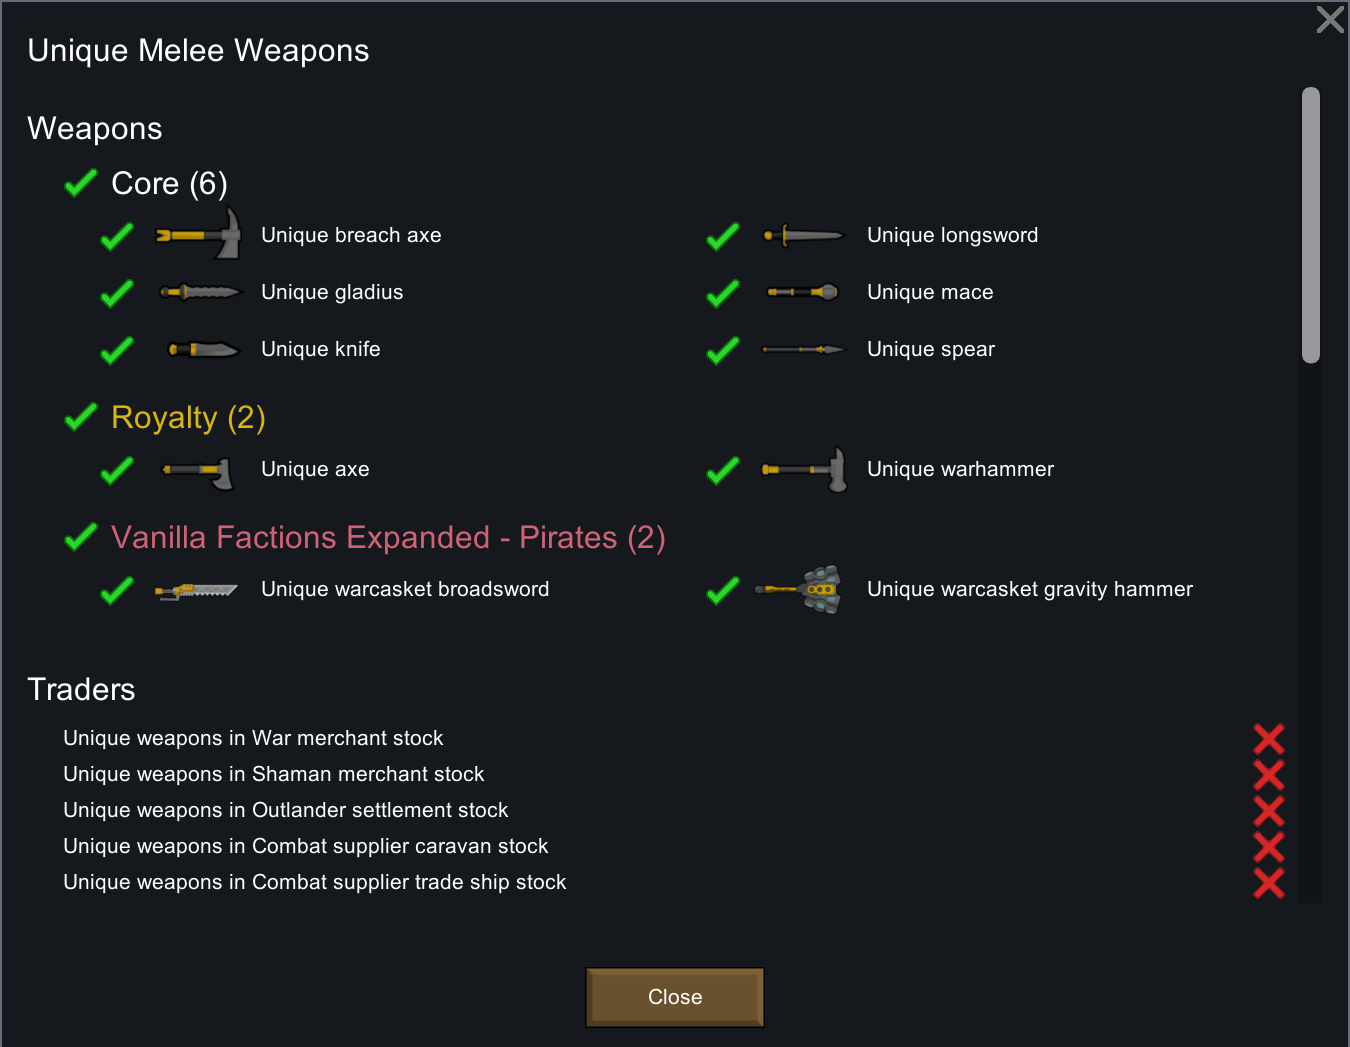 Unique Melee Weapons
Weapons
Core (6)
Unique breach axe
Unique longsword
Unique gladius
Unique mace
Unique knife
Unique spear
Royalty (2)
Unique axe
Unique warhammer
Vanilla Factions Expanded - Pirates (2)
Unique warcasket broadsword
Unique warcasket gravity hammer
Traders
Unique weapons in War merchant stock
Unique weapons in Shaman merchant stock
Unique weapons in Outlander settlement stock
Unique weapons in Combat supplier caravan stock
Unique weapons in Combat supplier trade ship stock
Close